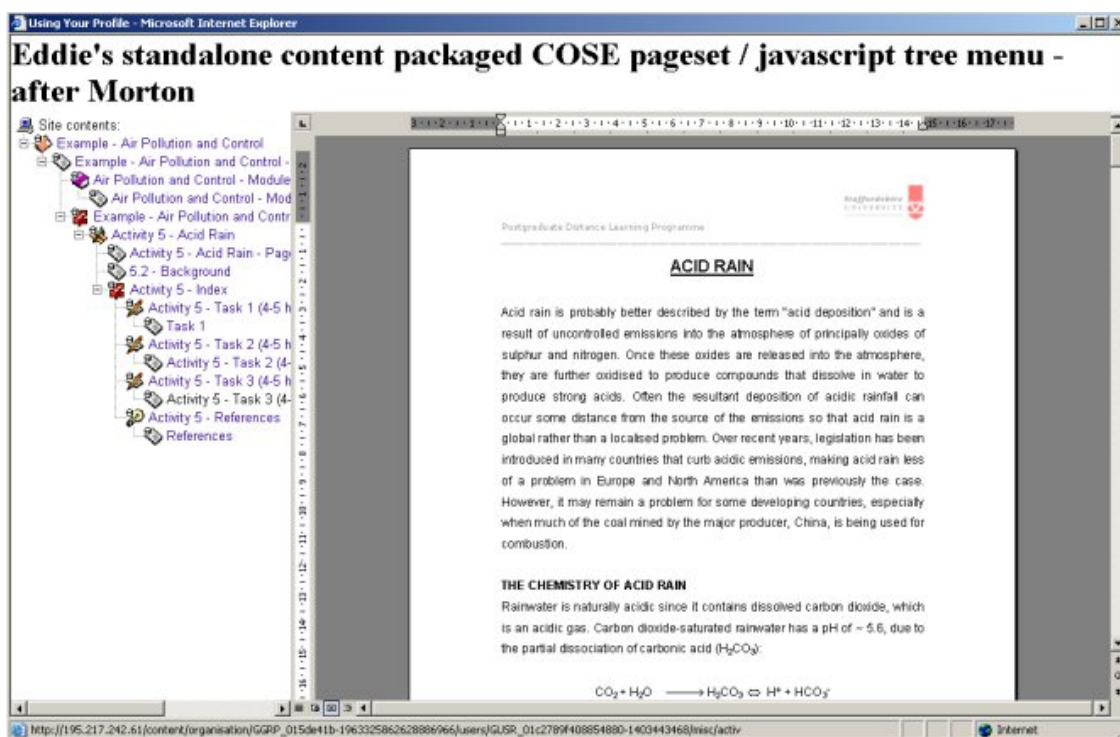 Using Your Profile - Microsoft Internet Explorer
Eddie's standalone content packaged COSE pageset / javascript tree menu -
after Morton
Site contents:
Example - Air Pollution and Control
Example - Air Pollution and Control -
Air Pollution and Control - Module
Air Pollution and Control - Mod
Example - Air Pollution and Contr
Activity 5 - Acid Rain
Activity 5 - Acid Rain - Page
5.2 - Background
Activity 5 - Index
Activity 5 - Task 1 (4-5 h
Task 1
Activity 5 - Task 2 (4-5 h
Activity 5 - Task 2 (4-
Activity 5 - Task 3 (4-5 h
Activity 5 - Task 3 (4-
Activity 5 - References
References
Staffordshire
UNIVERSITY
Postgraduate Distance Learning Programme
ACID RAIN
Acid rain is probably better described by the term "acid deposition" and is a
result of uncontrolled emissions into the atmosphere of principally oxides of
sulphur and nitrogen. Once these oxides are released into the atmosphere,
they are further oxidised to produce compounds that dissolve in water to
produce strong acids. Often the resultant deposition of acidic rainfall can
occur some distance from the source of the emissions so that acid rain is a
global rather than a localised problem. Over recent years, legislation has been
introduced in many countries that curb acidic emissions, making acid rain less
of a problem in Europe and North America than was previously the case.
However, it may remain a problem for some developing countries, especially
when much of the coal mined by the major producer, China, is being used for
combustion.
THE CHEMISTRY OF ACID RAIN
Rainwater is naturally acidic since it contains dissolved carbon dioxide, which
is an acidic gas. Carbon dioxide-saturated rainwater has a pH of ~ 5.6, due to
the partial dissociation of carbonic acid (H₂CO₃):
CO₂ + H₂O ⟶ H₂CO₃ ⇔ H⁺ + HCO₃⁻
Internet